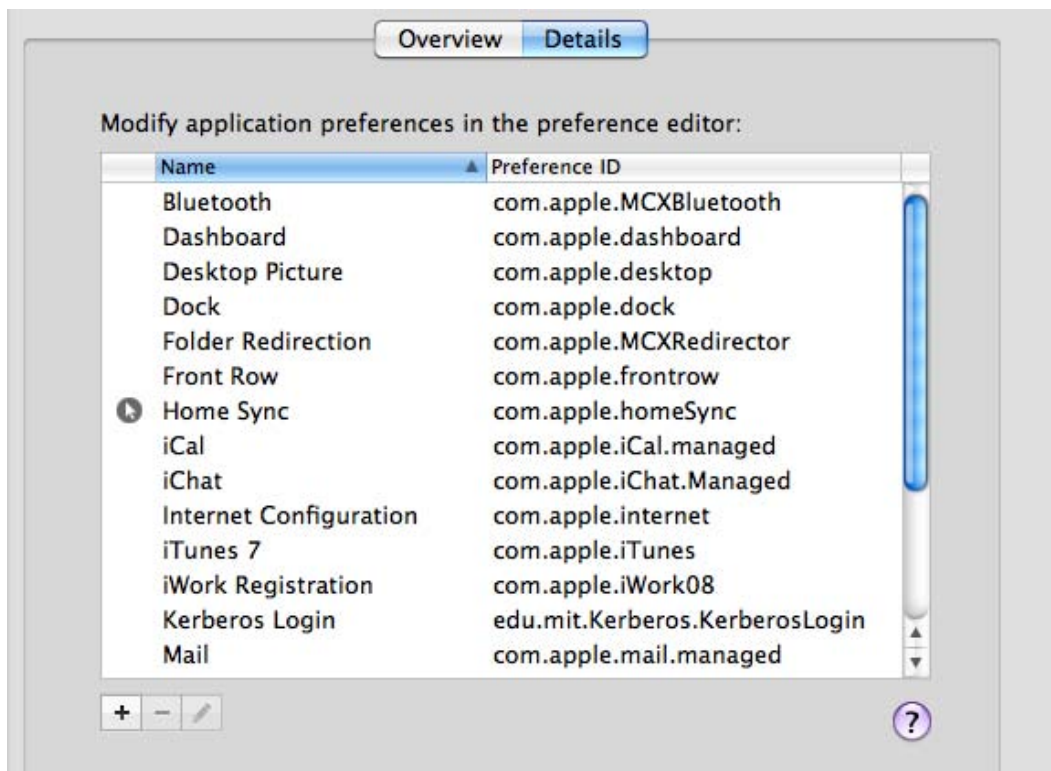 Overview Details
Modify application preferences in the preference editor:
Name Preference ID
Bluetooth com.apple.MCXBluetooth
Dashboard com.apple.dashboard
Desktop Picture com.apple.desktop
Dock com.apple.dock
Folder Redirection com.apple.MCXRedirector
Front Row com.apple.frontrow
Home Sync com.apple.homeSync
iCal com.apple.iCal.managed
iChat com.apple.iChat.Managed
Internet Configuration com.apple.internet
iTunes 7 com.apple.iTunes
iWork Registration com.apple.iWork08
Kerberos Login edu.mit.Kerberos.KerberosLogin
Mail com.apple.mail.managed
+ − ?